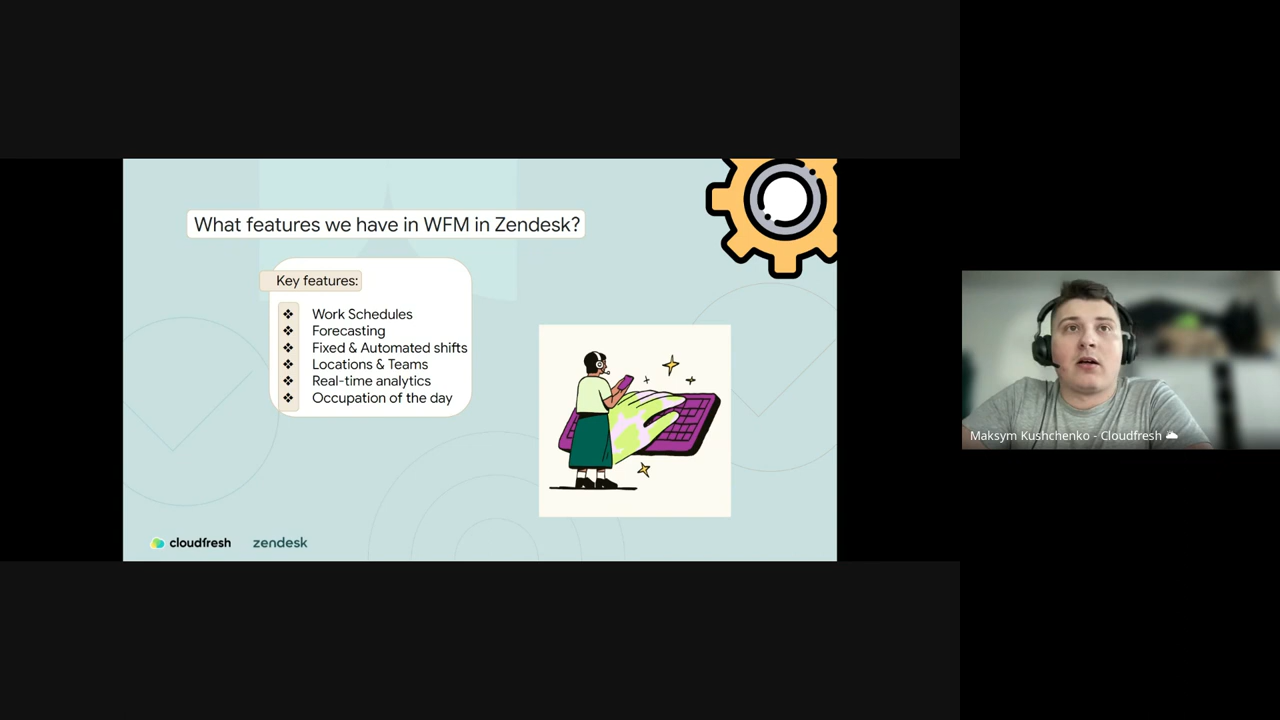 What features we have in WFM in Zendesk?
Key features:
❖ Work Schedules
❖ Forecasting
❖ Fixed & Automated shifts
❖ Locations & Teams
❖ Real-time analytics
❖ Occupation of the day
cloudfresh zendesk
Maksym Kushchenko - Cloudfresh 🌥